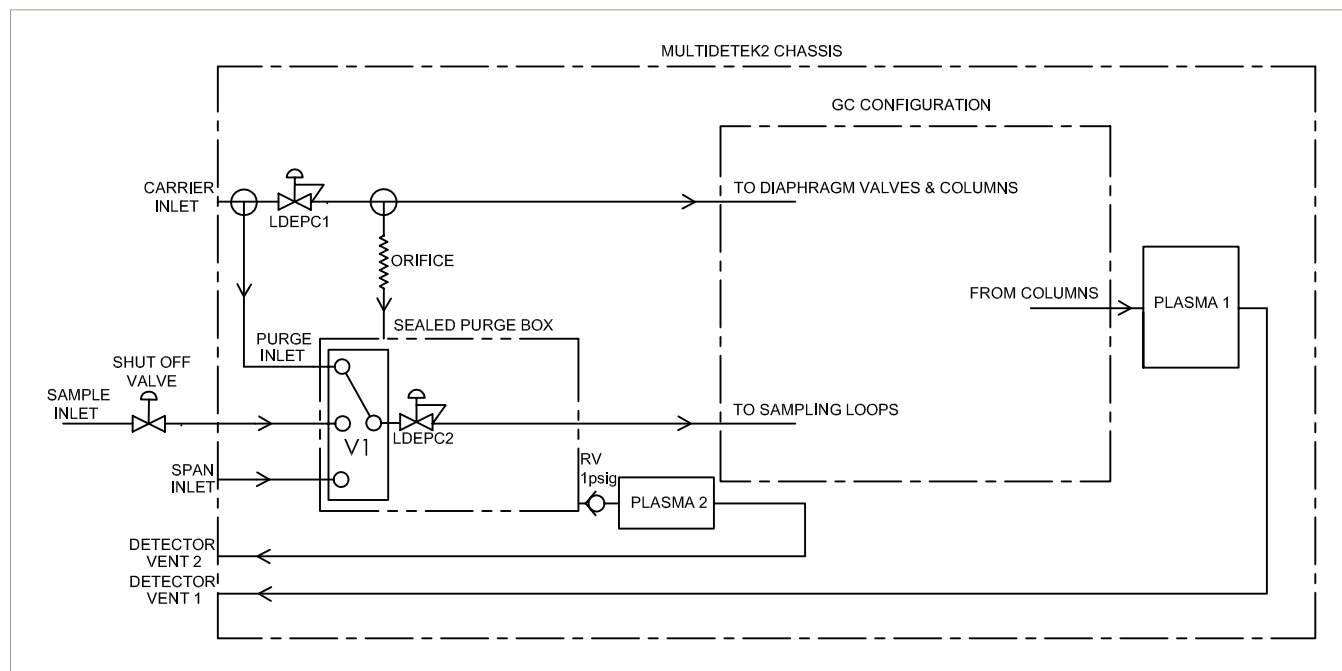 MULTIDETEK2 CHASSIS
GC CONFIGURATION
CARRIER
INLET
LDEPC1
TO DIAPHRAGM VALVES & COLUMNS
ORIFICE
FROM COLUMNS
PLASMA 1
SEALED PURGE BOX
PURGE
INLET
SHUT OFF
VALVE
SAMPLE
INLET
V1
LDEPC2
TO SAMPLING LOOPS
SPAN
INLET
RV
1psig
PLASMA 2
DETECTOR
VENT 2
DETECTOR
VENT 1